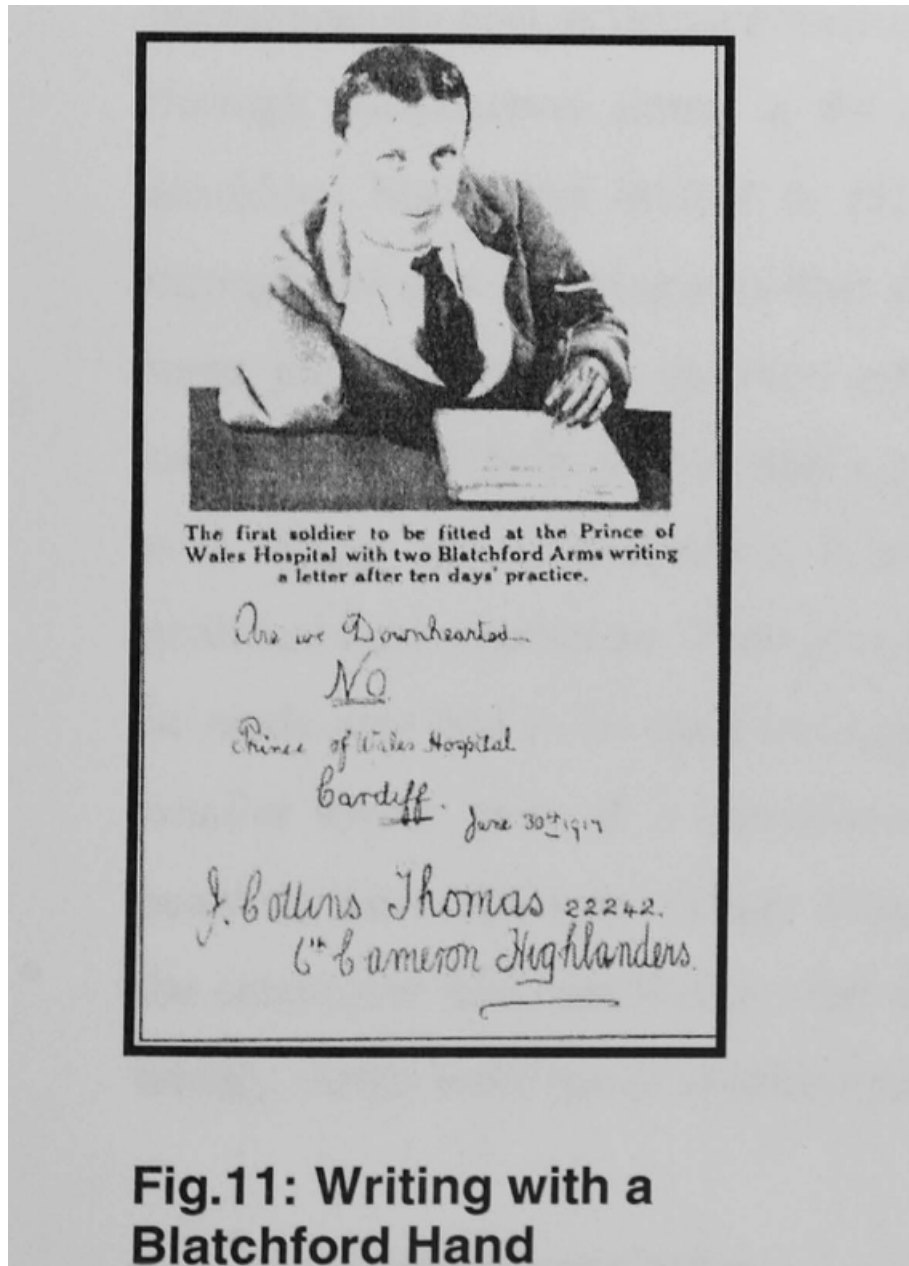 The first soldier to be fitted at the Prince of
Wales Hospital with two Blatchford Arms writing
a letter after ten days' practice.
Are we Downhearted
NO
Prince of Wales Hospital
Cardiff.
June 30th 1917
J. Collins Thomas 22242.
6th Cameron Highlanders.
Fig.11: Writing with a
Blatchford Hand